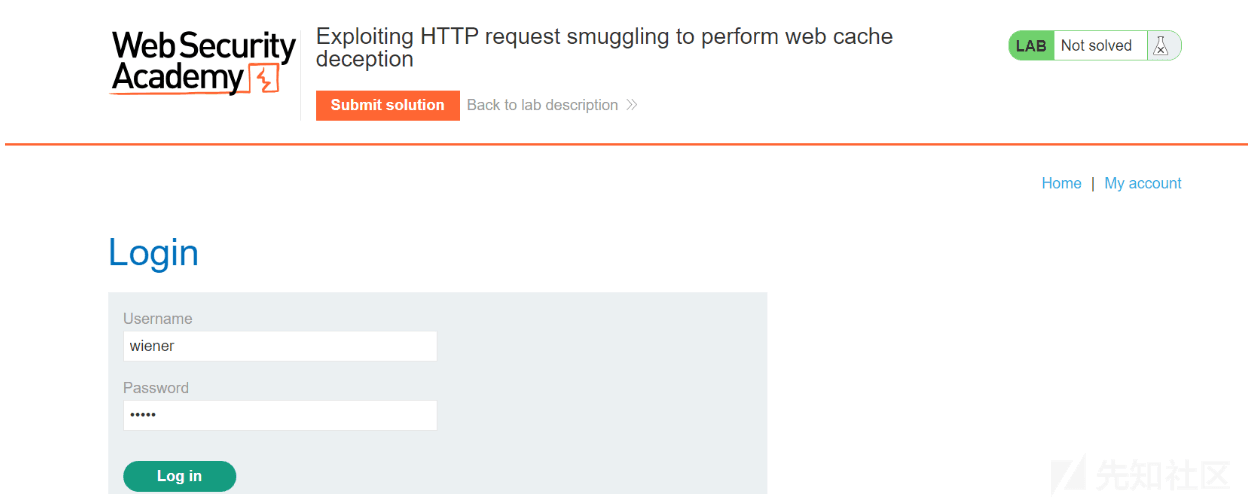 Web Security
Academy
Exploiting HTTP request smuggling to perform web cache
deception
LAB Not solved
Submit solution Back to lab description
Home | My account
Login
Username
wiener
Password
•••••
Log in
先知社区